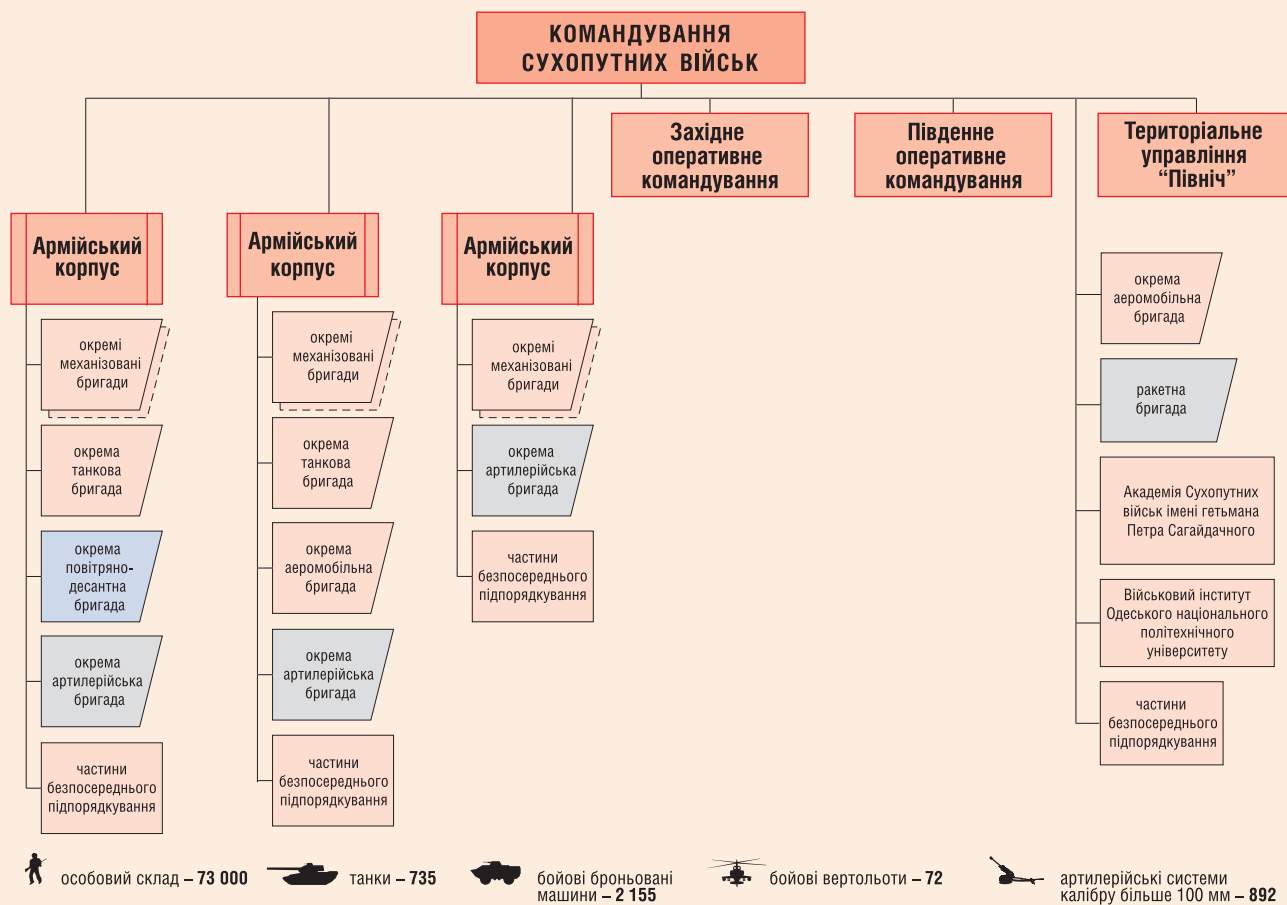 КОМАНДУВАННЯ
СУХОПУТНИХ ВІЙСЬК
Західне
оперативне
командування
Південне
оперативне
командування
Територіальне
управління
“Північ”
Армійський
корпус
окремі
механізовані
бригади
окрема
танкова
бригада
окрема
повітряно-
десантна
бригада
окрема
артилерійська
бригада
частини
безпосереднього
підпорядкування
Армійський
корпус
окремі
механізовані
бригади
окрема
танкова
бригада
окрема
аеромобільна
бригада
окрема
артилерійська
бригада
частини
безпосереднього
підпорядкування
Армійський
корпус
окремі
механізовані
бригади
окрема
артилерійська
бригада
частини
безпосереднього
підпорядкування
окрема
аеромобільна
бригада
ракетна
бригада
Академія Сухопутних
військ імені гетьмана
Петра Сагайдачного
Військовий інститут
Одеського національного
політехнічного
університету
частини
безпосереднього
підпорядкування
особовий склад – 73 000
танки – 735
бойові броньовані
машини – 2 155
бойові вертольоти – 72
артилерійські системи
калібру більше 100 мм – 892